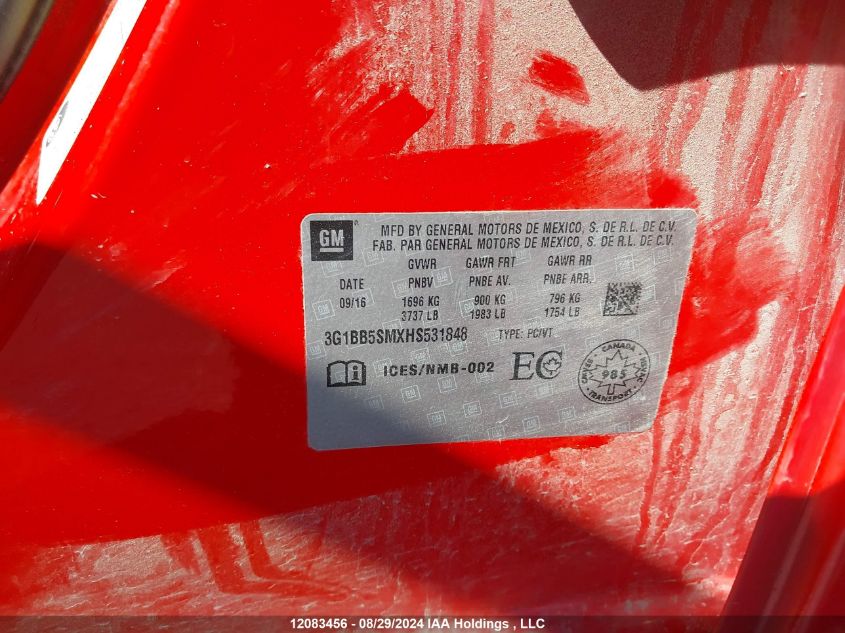 GM
MFD BY GENERAL MOTORS DE MEXICO, S. DE R.L. DE C.V.
FAB. PAR GENERAL MOTORS DE MEXICO, S. DE R.L. DE C.V.
GVWR GAWR FRT GAWR RR
DATE PNBV PNBE AV. PNBE ARR.
09/16 1696 KG 900 KG 796 KG
3737 LB 1983 LB 1754 LB
3G1BB5SMXHS531848 TYPE: PC/VT
ICES/NMB-002 EC
CANADA
985
TRANSPORT
12083456 - 08/29/2024 IAA Holdings , LLC